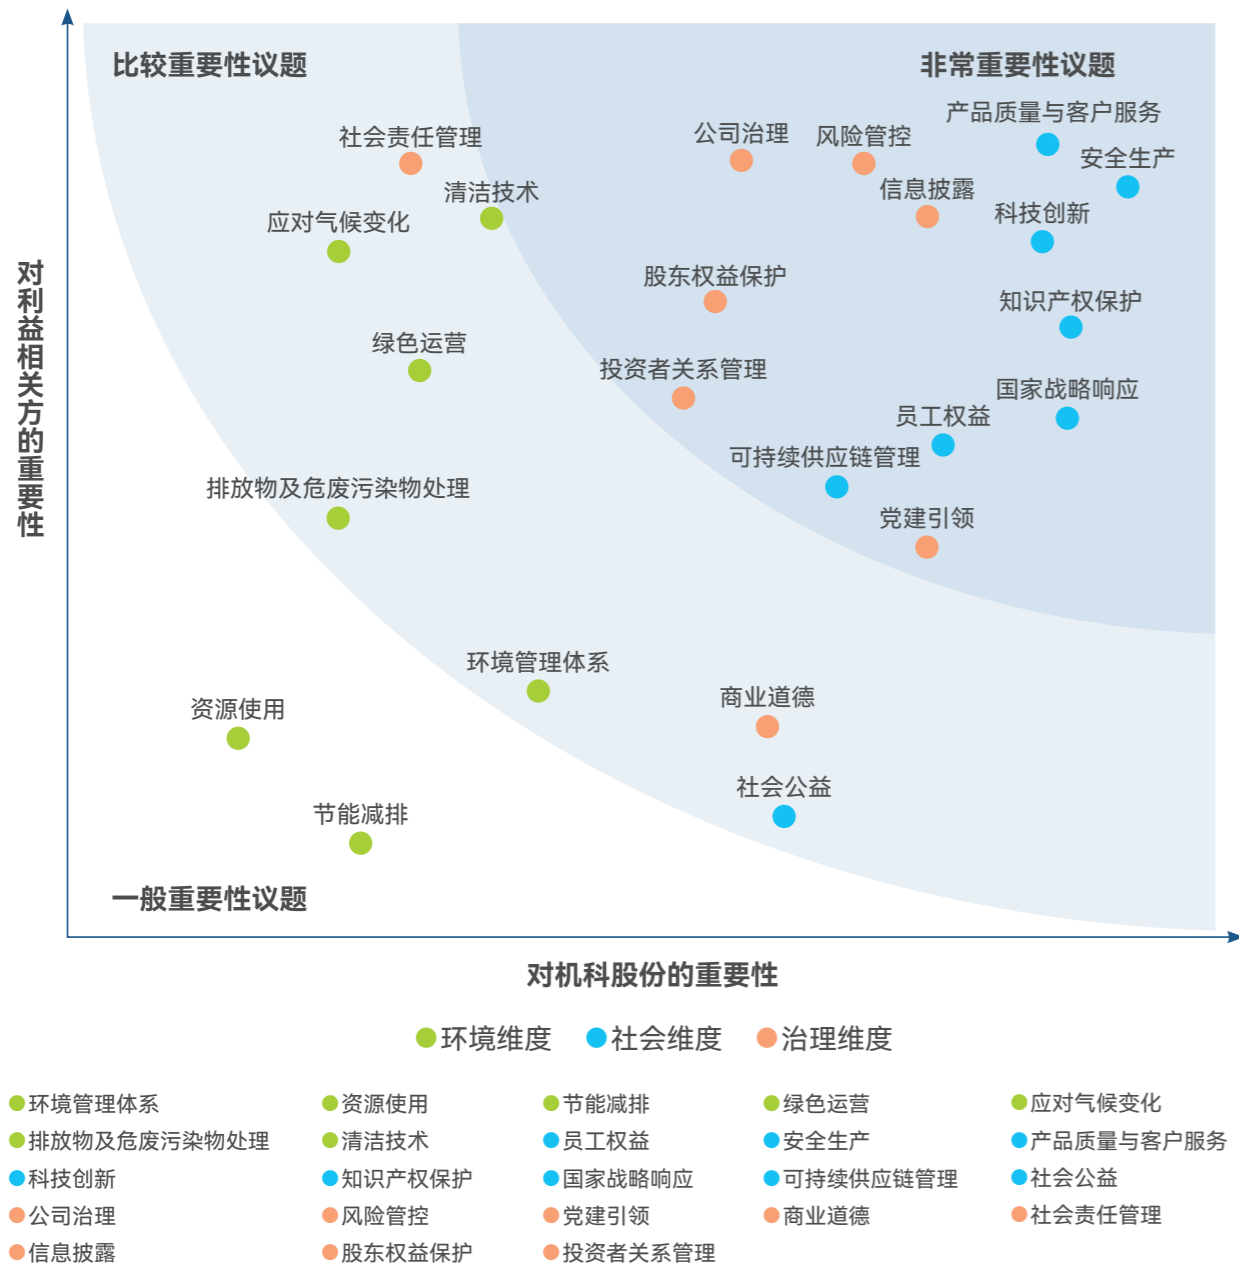 比较重要性议题
非常重要性议题
产品质量与客户服务
社会责任管理
公司治理
风险管控
安全生产
清洁技术
信息披露
应对气候变化
科技创新
股东权益保护
知识产权保护
绿色运营
投资者关系管理
国家战略响应
员工权益
可持续供应链管理
排放物及危废污染物处理
党建引领
对利益相关方的重要性
环境管理体系
商业道德
资源使用
社会公益
节能减排
一般重要性议题
对机科股份的重要性
环境维度 社会维度 治理维度
环境管理体系 资源使用 节能减排 绿色运营 应对气候变化
排放物及危废污染物处理 清洁技术 员工权益 安全生产 产品质量与客户服务
科技创新 知识产权保护 国家战略响应 可持续供应链管理 社会公益
公司治理 风险管控 党建引领 商业道德 社会责任管理
信息披露 股东权益保护 投资者关系管理